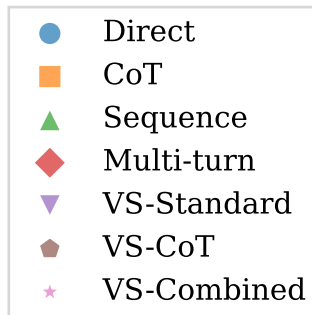 Direct
CoT
Sequence
Multi-turn
VS-Standard
VS-CoT
VS-Combined